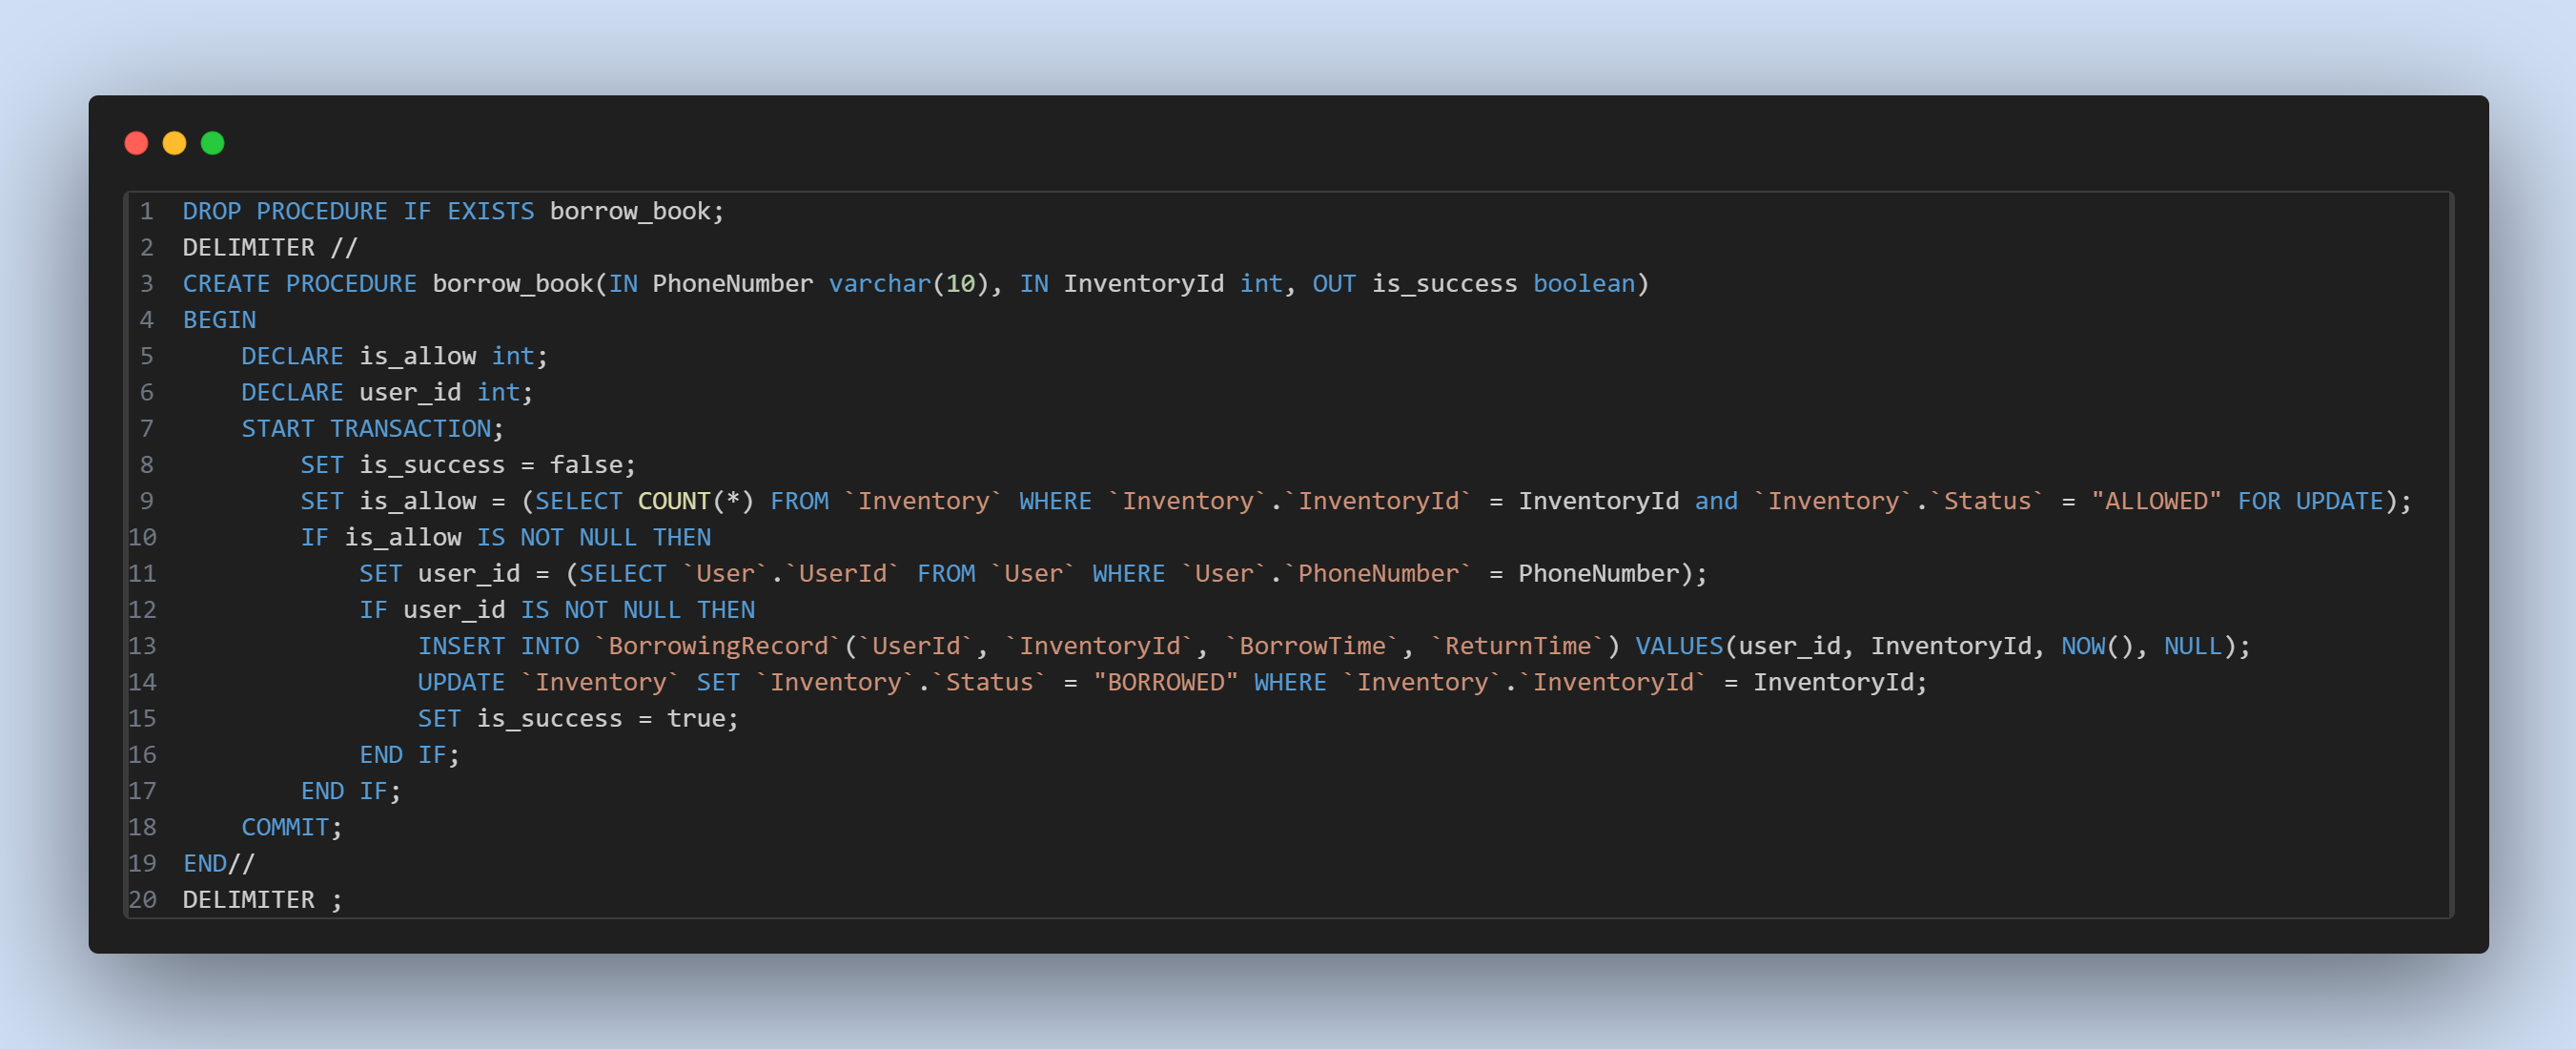 1 DROP PROCEDURE IF EXISTS borrow_book;
2 DELIMITER //
3 CREATE PROCEDURE borrow_book(IN PhoneNumber varchar(10), IN InventoryId int, OUT is_success boolean)
4 BEGIN
5     DECLARE is_allow int;
6     DECLARE user_id int;
7     START TRANSACTION;
8         SET is_success = false;
9         SET is_allow = (SELECT COUNT(*) FROM `Inventory` WHERE `Inventory`.`InventoryId` = InventoryId and `Inventory`.`Status` = "ALLOWED" FOR UPDATE);
10         IF is_allow IS NOT NULL THEN
11             SET user_id = (SELECT `User`.`UserId` FROM `User` WHERE `User`.`PhoneNumber` = PhoneNumber);
12             IF user_id IS NOT NULL THEN
13                 INSERT INTO `BorrowingRecord`(`UserId`, `InventoryId`, `BorrowTime`, `ReturnTime`) VALUES(user_id, InventoryId, NOW(), NULL);
14                 UPDATE `Inventory` SET `Inventory`.`Status` = "BORROWED" WHERE `Inventory`.`InventoryId` = InventoryId;
15                 SET is_success = true;
16             END IF;
17         END IF;
18     COMMIT;
19 END//
20 DELIMITER ;